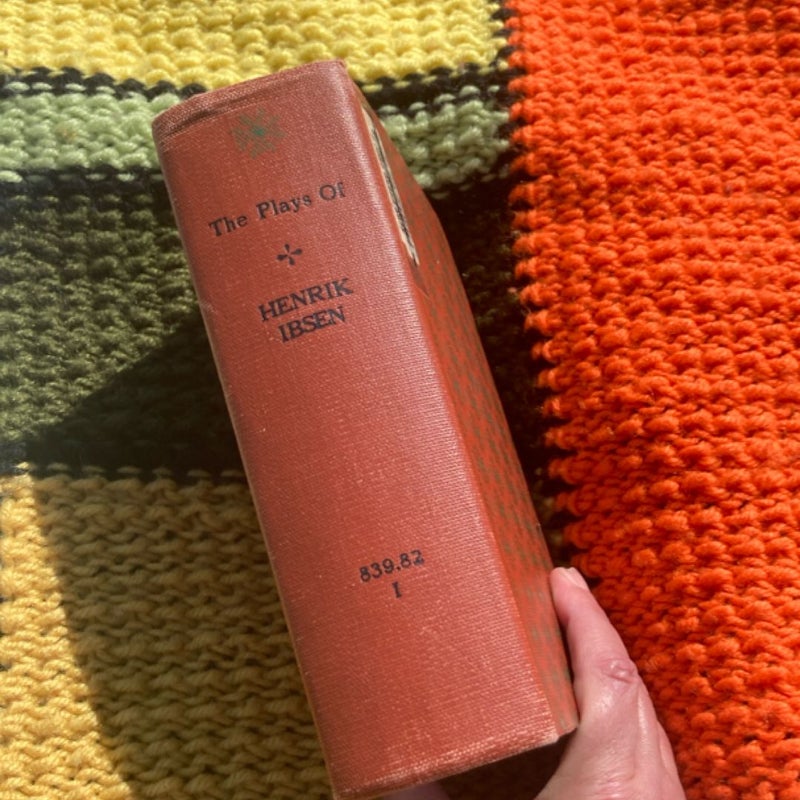 The Plays Of
HENRIK
IBSEN
839.82
I